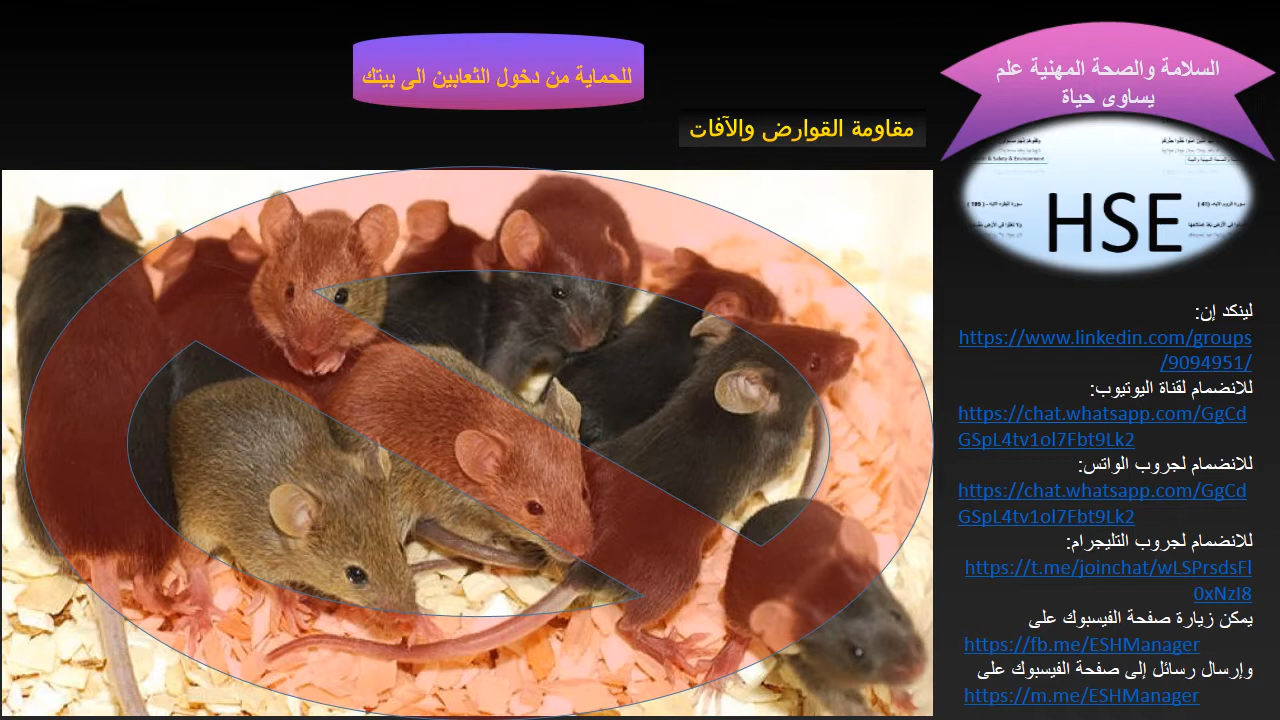 للحماية من دخول الثعابين الى بيتك
مقاومة القوارض والآفات
السلامة والصحة المهنية علم
يساوى حياة
HSE
لينكد إن:
https://www.linkedin.com/groups
/9094951/
للانضمام لقناة اليوتيوب:
https://chat.whatsapp.com/GgCd
GSpL4tv1ol7Fbt9Lk2
للانضمام لجروب الواتس:
https://chat.whatsapp.com/GgCd
GSpL4tv1ol7Fbt9Lk2
للانضمام لجروب التليجرام:
https://t.me/joinchat/wLSPrsdsFl
0xNzI8
يمكن زيارة صفحة الفيسبوك على
https://fb.me/ESHManager
وإرسال رسائل إلى صفحة الفيسبوك على
https://m.me/ESHManager